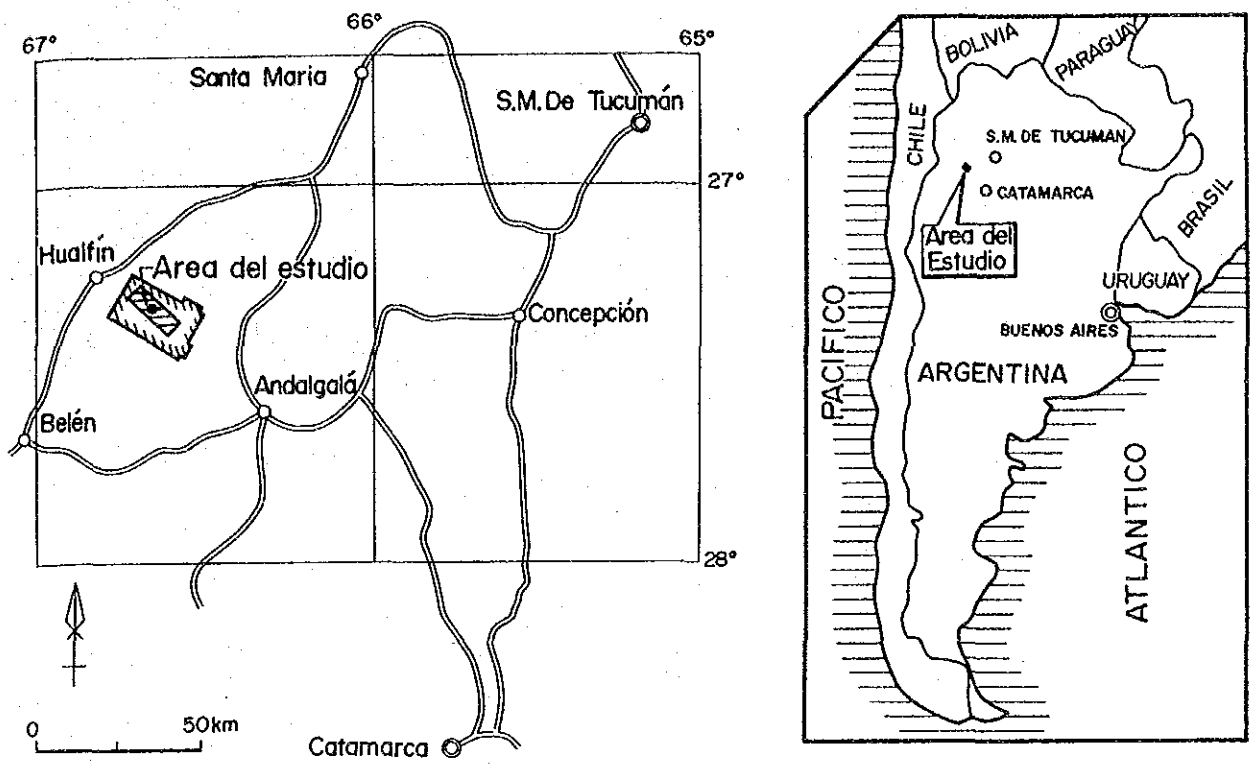 66°
67°
65°
Santa Maria
S.M. De Tucumán
27°
Hualfín
Area del estudio
Concepción
Andalgalá
Belén
28°
0 50km
Catamarca
BOLIVIA
PARAGUAY
CHILE
S.M. DE TUCUMAN
CATAMARCA
BRASIL
Area del
Estudio
URUGUAY
BUENOS AIRES
PACIFICO
ARGENTINA
ATLANTICO